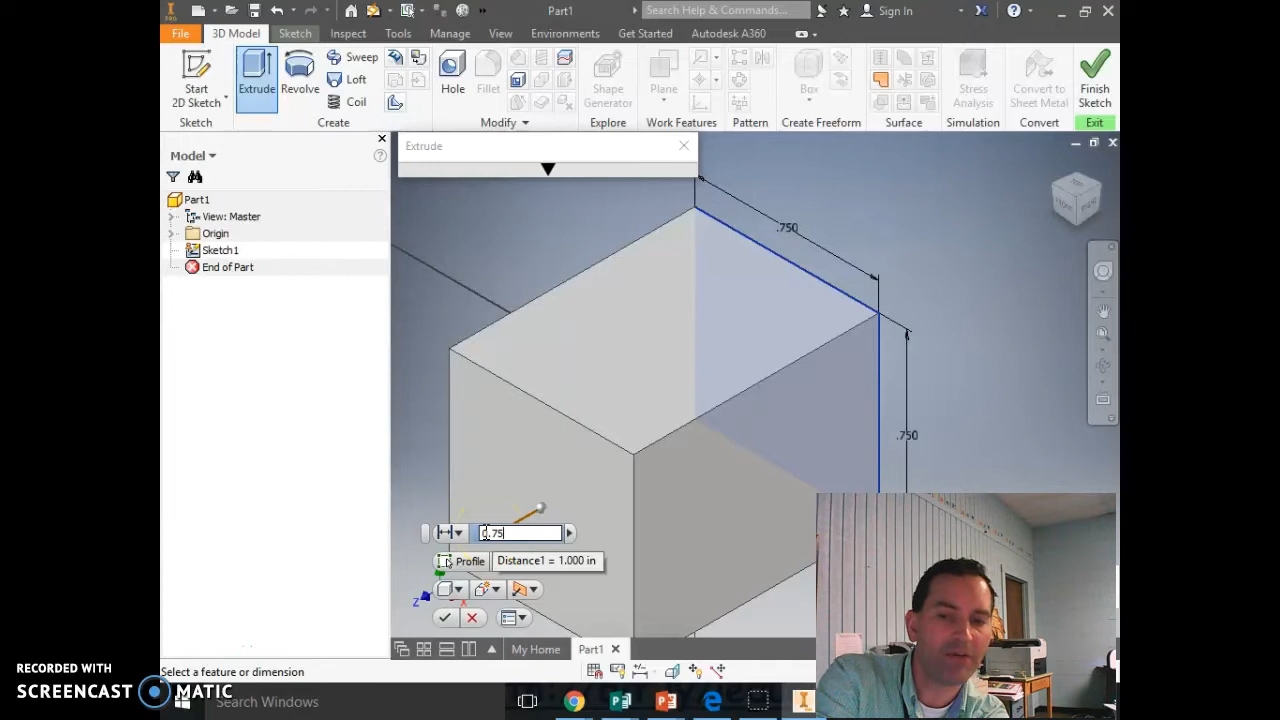 PRO
Part1
Search Help & Commands...
Sign In
File
3D Model
Sketch
Inspect
Tools
Manage
View
Environments
Get Started
Autodesk A360
Start
2D Sketch
Extrude
Revolve
Sweep
Loft
Coil
Hole
Fillet
Shape
Generator
Plane
Box
Stress
Analysis
Convert to
Sheet Metal
Finish
Sketch
Sketch
Create
Modify
Explore
Work Features
Pattern
Create Freeform
Surface
Simulation
Convert
Exit
Model
Extrude
Part1
View: Master
Origin
Sketch1
End of Part
.750
.750
0.75
Profile
Distance1 = 1.000 in
Z
X
My Home
Part1
Select a feature or dimension
RECORDED WITH
SCREENCAST MATIC
Search Windows